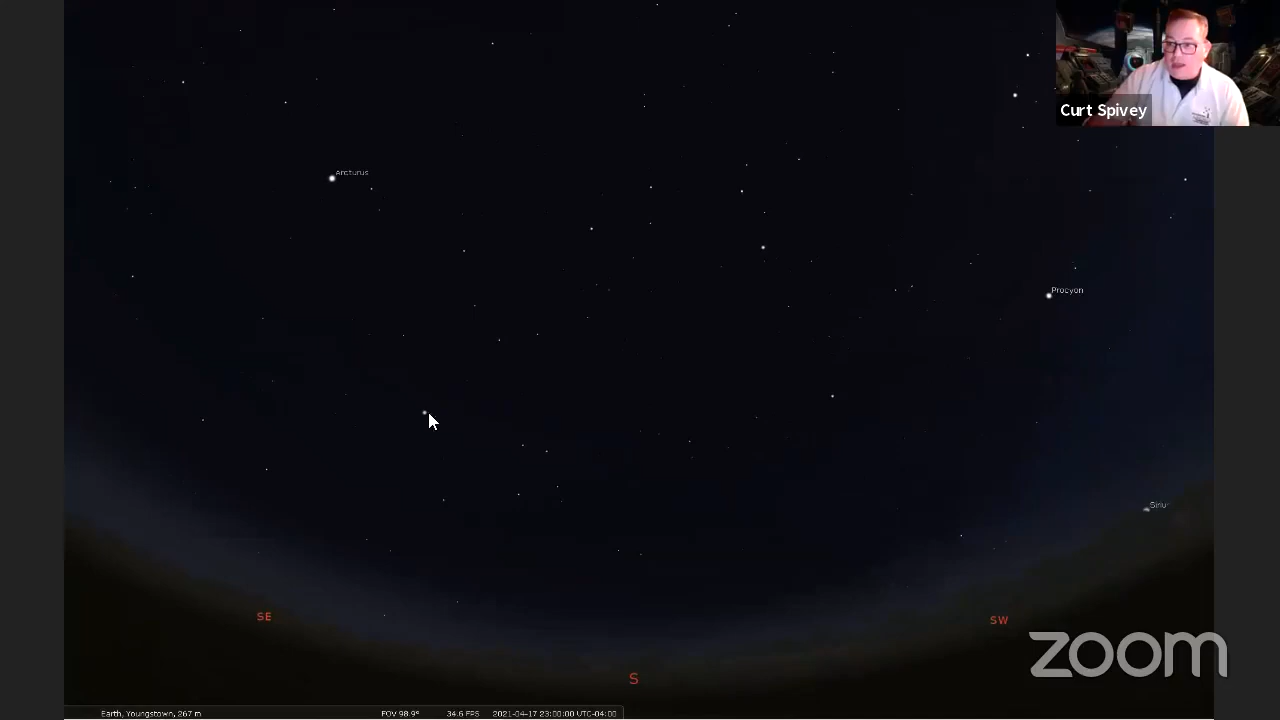 Curt Spivey
Arcturus
Procyon
Siriu
SE
SW
S
zoom
Earth, Youngstown, 267 m FOV 98.9° 34.6 FPS 2021-04-17 23:00:00 UTC-04:00